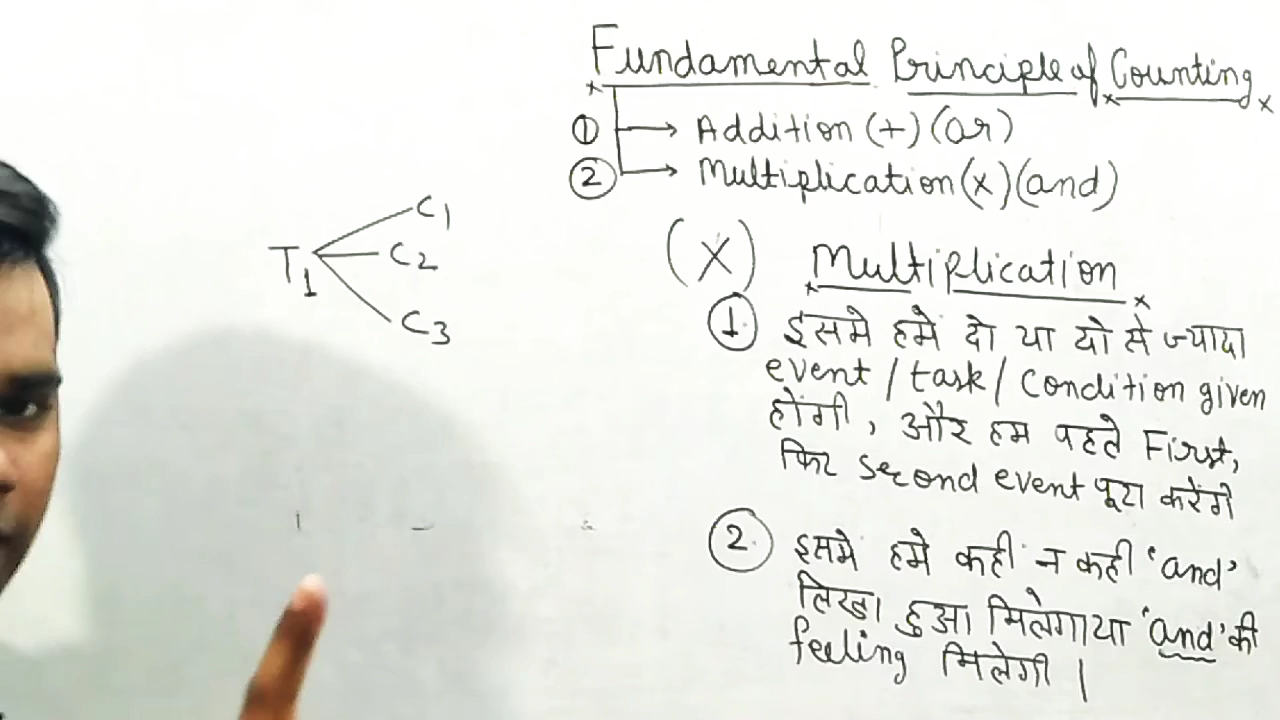 Fundamental Principle of Counting
① Addition (+) (or)
② Multiplication (x) (and)
T1 C1
C2
C3
(X) Multiplication
① इसमे हमें दो या दो से ज्यादा
event / task / Condition given
होंगी, और हम पहले First,
फिर second event पूरा करेंगे
② इसमे हमे कही न कही 'and'
लिखा हुआ मिलेगा या 'and' की
feeling मिलेगी ।